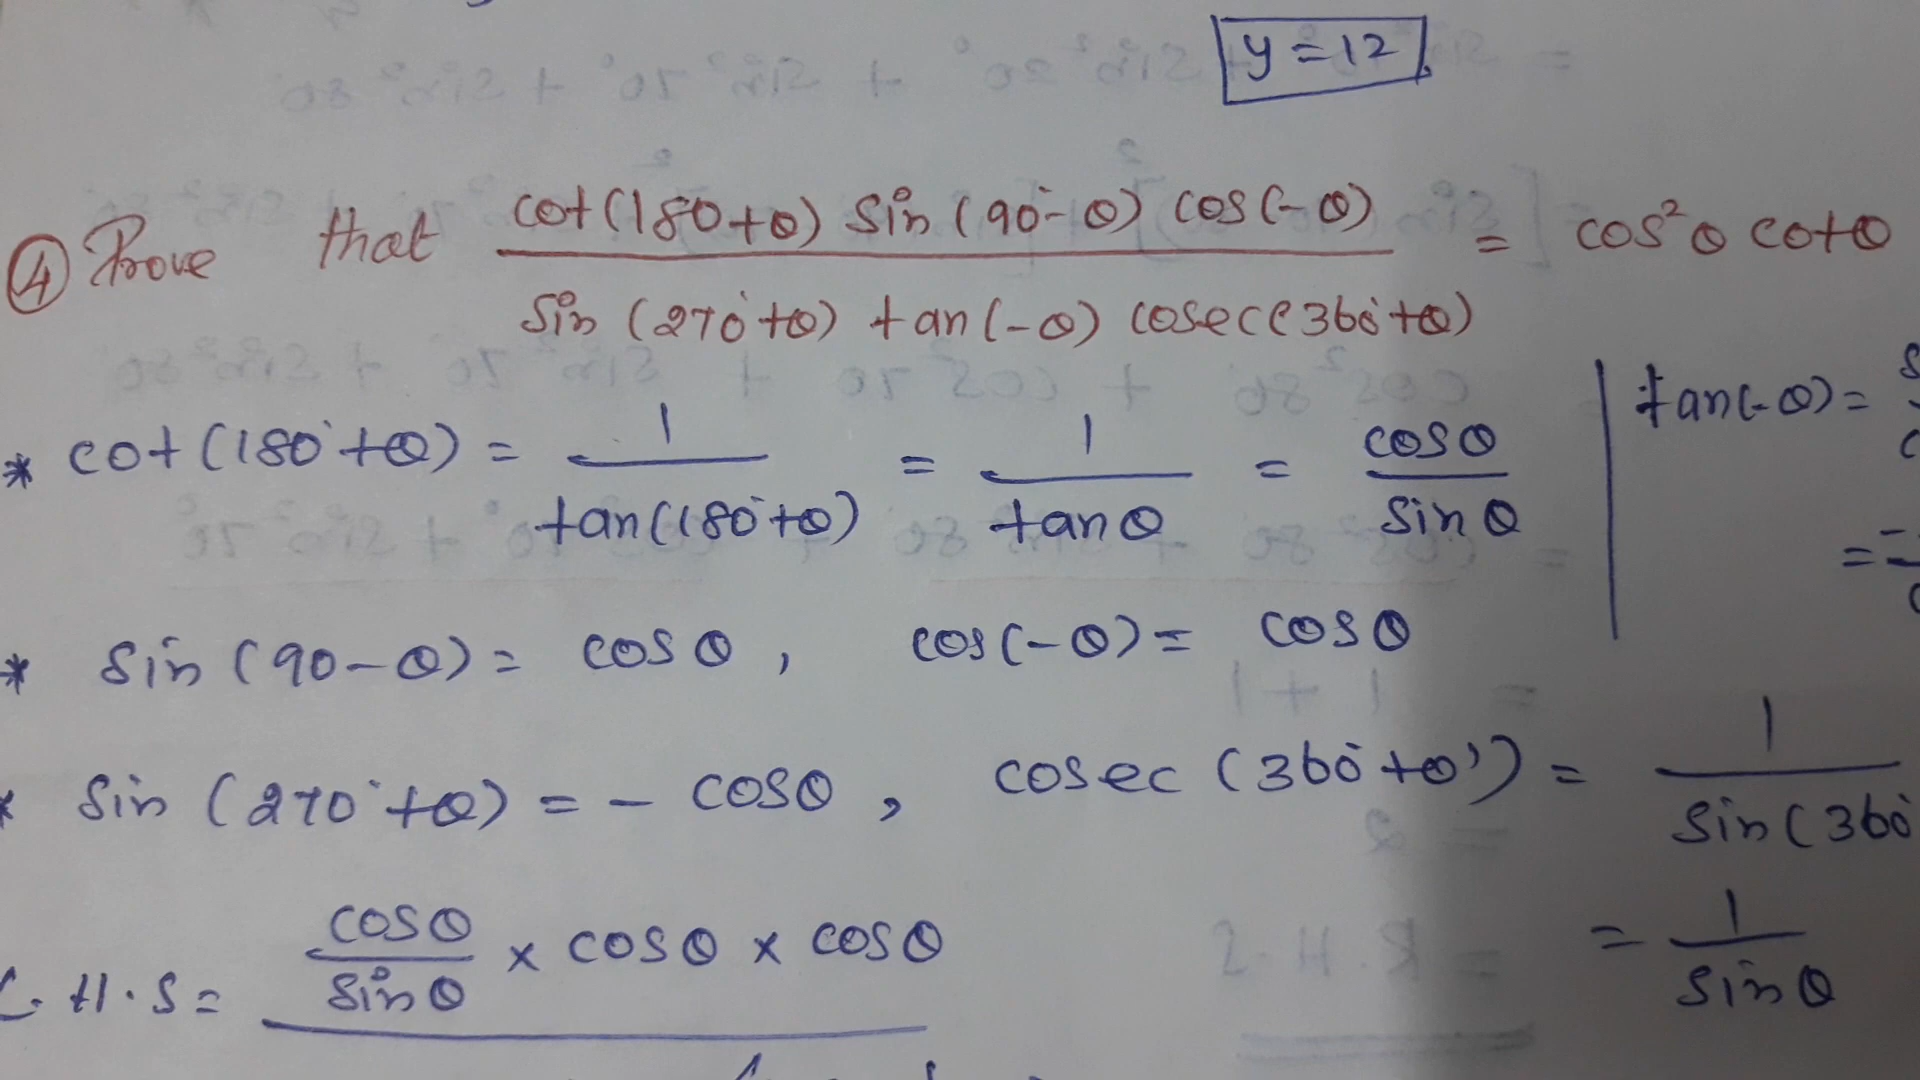 y = 12
④ Prove that cot(180+θ) sin(90°-θ) cos(-θ) / sin(270°+θ) tan(-θ) cosec(360°+θ) = cos²θ cotθ
* cot(180°+θ) = 1/tan(180°+θ) = 1/tanθ = cosθ/sinθ
tan(-θ) =
* sin(90-θ) = cosθ, cos(-θ) = cosθ
* sin(270°+θ) = - cosθ, cosec(360°+θ) = 1/sin(360°
= 1/sinθ
L.H.S = cosθ/sinθ × cosθ × cosθ